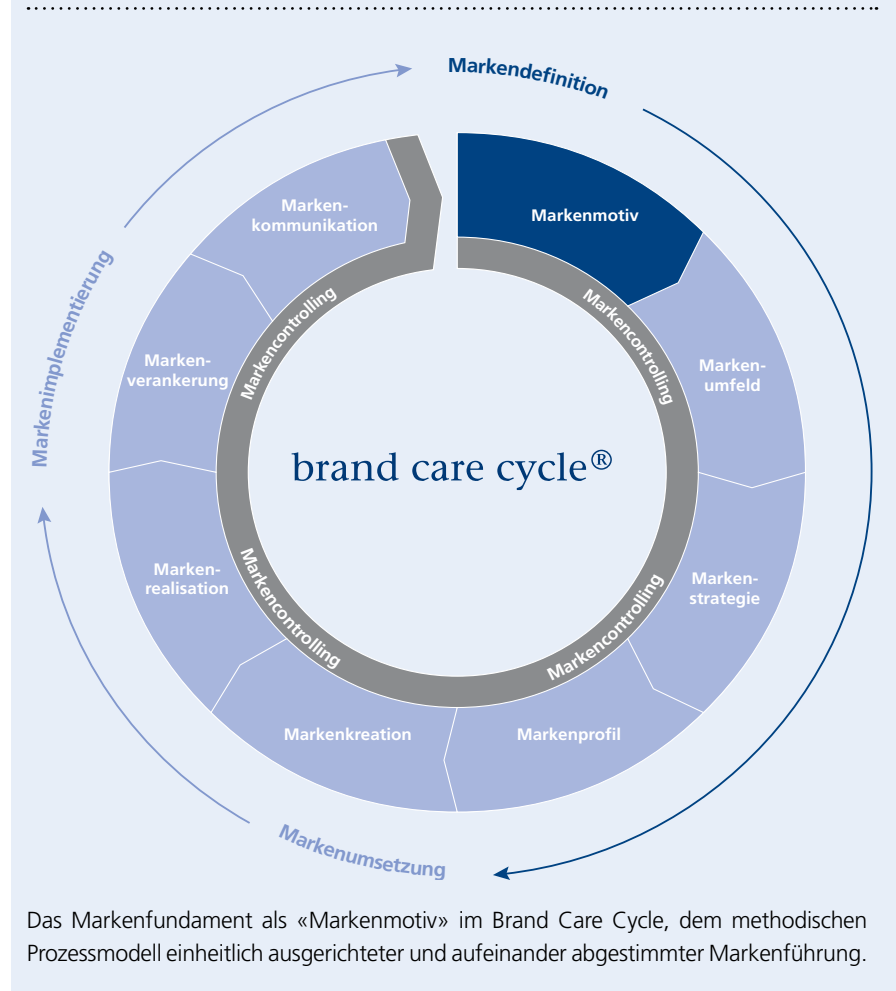 Markendefinition
Markenmotiv
Marken-
umfeld
Marken-
strategie
Markenprofil
Markenkreation
Marken-
realisation
Marken-
verankerung
Marken-
kommunikation
Markencontrolling
Markencontrolling
Markencontrolling
Markencontrolling
brand care cycle®
Markenumsetzung
Markenimplementierung
Das Markenfundament als «Markenmotiv» im Brand Care Cycle, dem methodischen
Prozessmodell einheitlich ausgerichteter und aufeinander abgestimmter Markenführung.